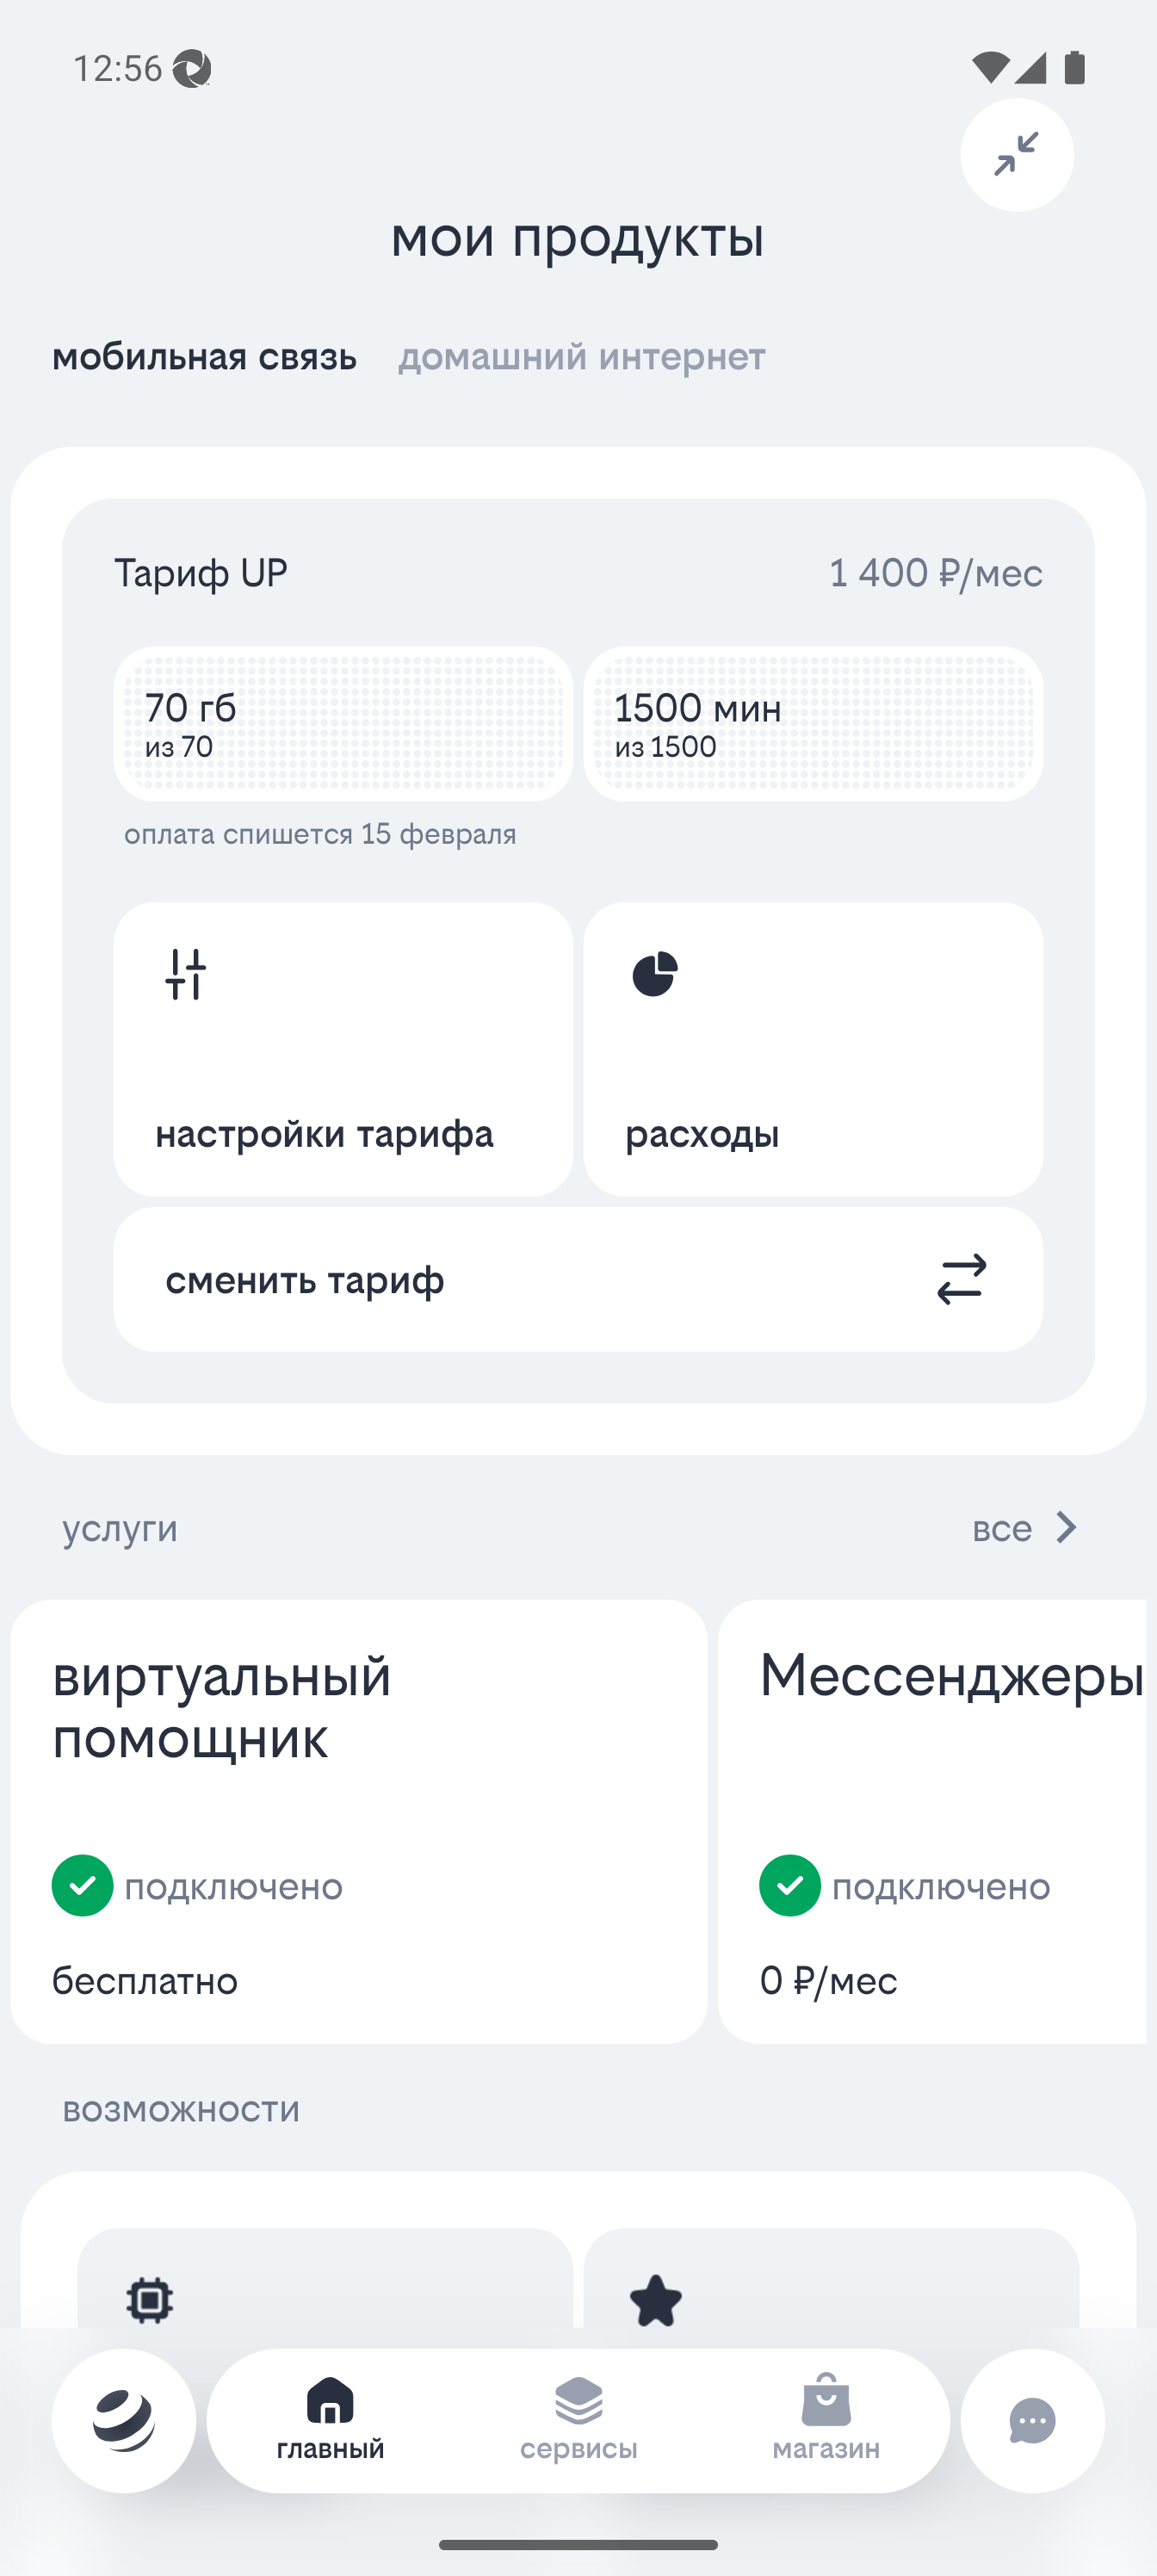 12:56
мои продукты
мобильная связь домашний интернет
Тариф UP 1 400 ₽/мес
70 гб
из 70
1500 мин
из 1500
оплата спишется 15 февраля
настройки тарифа
расходы
сменить тариф
услуги все
виртуальный
помощник
подключено
бесплатно
Мессенджеры
подключено
0 ₽/мес
возможности
главный
сервисы
магазин